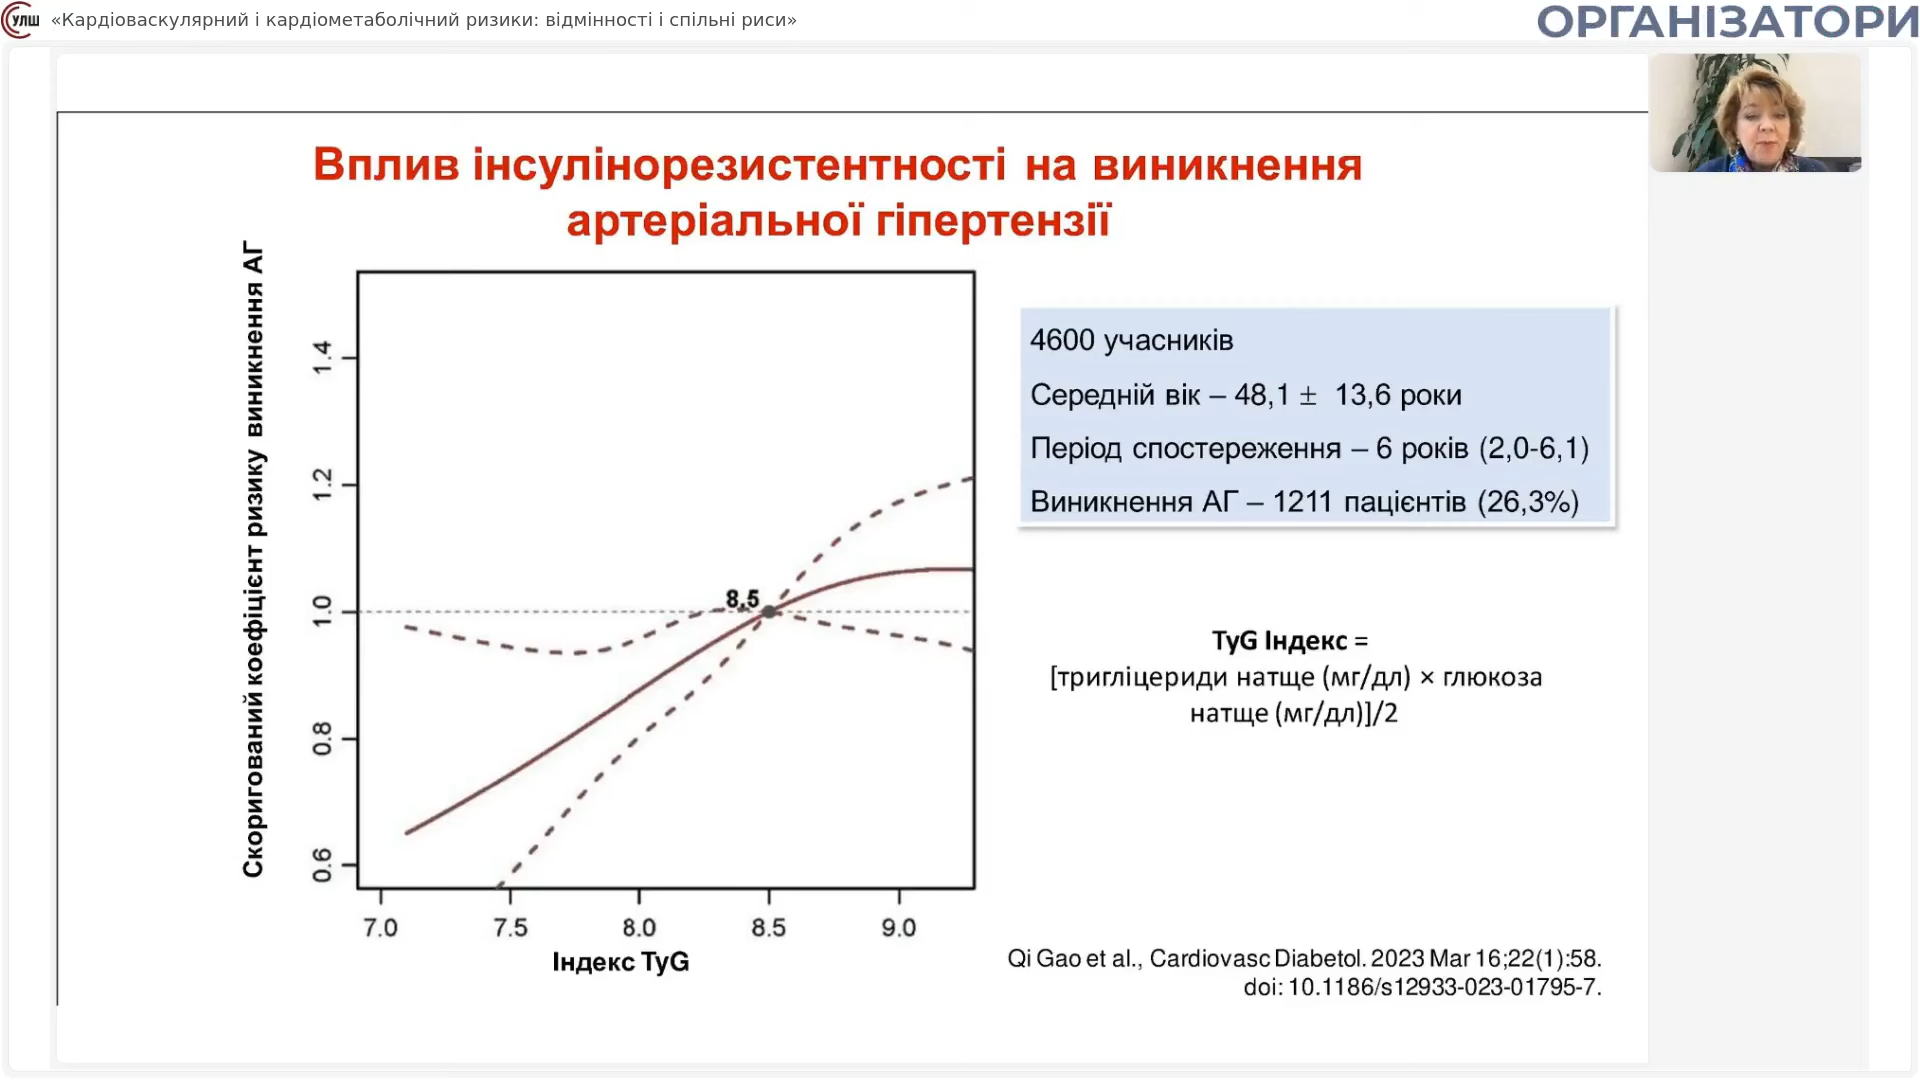 УЛШ «Кардіоваскулярний і кардіометаболічний ризики: відмінності і спільні риси»
ОРГАНІЗАТОРИ
Вплив інсулінорезистентності на виникнення
артеріальної гіпертензії
Скоригований коефіцієнт ризику виникнення АГ
1.4
1.2
1.0
0.8
0.6
8,5
7.0 7.5 8.0 8.5 9.0
Індекс TyG
4600 учасників
Середній вік – 48,1 ± 13,6 роки
Період спостереження – 6 років (2,0-6,1)
Виникнення АГ – 1211 пацієнтів (26,3%)
TyG Індекс =
[тригліцериди натще (мг/дл) × глюкоза
натще (мг/дл)]/2
Qi Gao et al., Cardiovasc Diabetol. 2023 Mar 16;22(1):58.
doi: 10.1186/s12933-023-01795-7.